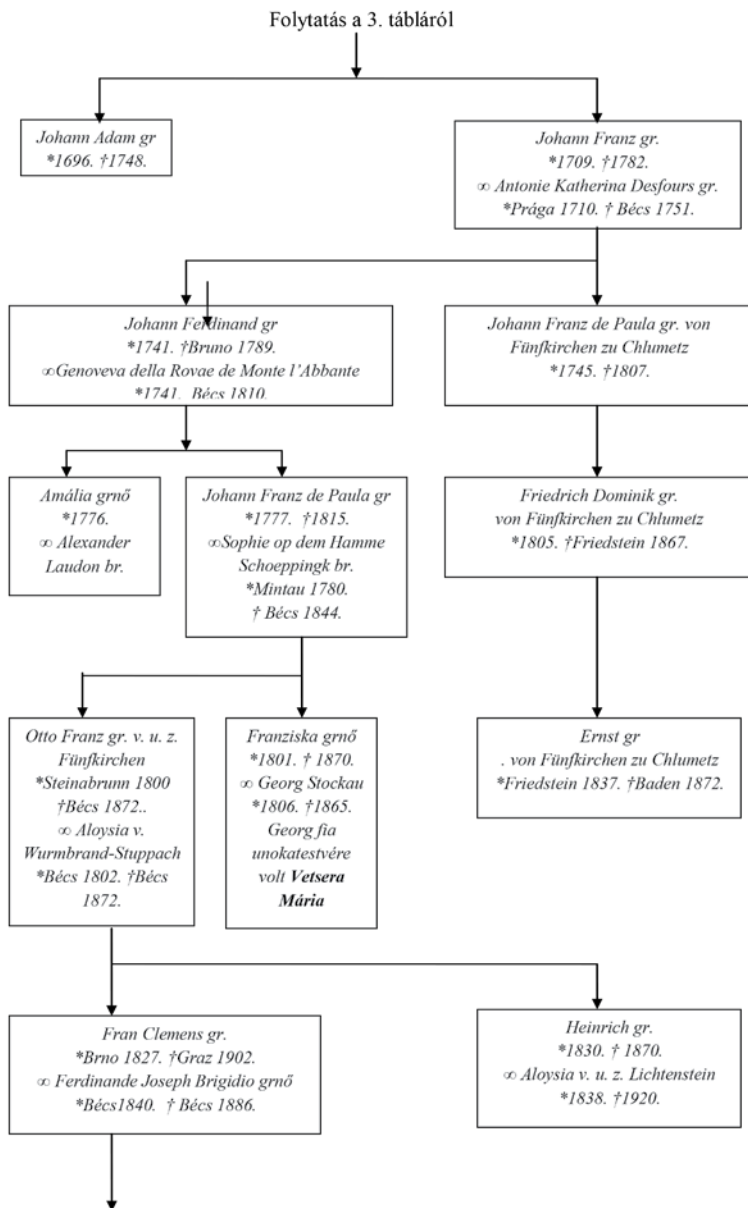 Folytatás a 3. tábláról
Johann Adam gr
*1696. †1748.
Johann Franz gr.
*1709. †1782.
∞ Antonie Katherina Desfours gr.
*Prága 1710. † Bécs 1751.
Johann Ferdinand gr
*1741. †Bruno 1789.
∞Genoveva della Rovae de Monte l’Abbante
*1741. Bécs 1810.
Johann Franz de Paula gr. von
Fünfkirchen zu Chlumetz
*1745. †1807.
Amália grnő
*1776.
∞ Alexander
Laudon br.
Johann Franz de Paula gr
*1777. †1815.
∞Sophie op dem Hamme
Schoeppingk br.
*Mintau 1780.
† Bécs 1844.
Friedrich Dominik gr.
von Fünfkirchen zu Chlumetz
*1805. †Friedstein 1867.
Otto Franz gr. v. u. z.
Fünfkirchen
*Steinabrunn 1800
†Bécs 1872..
∞ Aloysia v.
Wurmbrand-Stuppach
*Bécs 1802. †Bécs
1872.
Franziska grnő
*1801. † 1870.
∞ Georg Stockau
*1806. †1865.
Georg fia
unokatestvére
volt Vetsera
Mária
Ernst gr
. von Fünfkirchen zu Chlumetz
*Friedstein 1837. †Baden 1872.
Fran Clemens gr.
*Brno 1827. †Graz 1902.
∞ Ferdinande Joseph Brigidio grnő
*Bécs1840. † Bécs 1886.
Heinrich gr.
*1830. † 1870.
∞ Aloysia v. u. z. Lichtenstein
*1838. †1920.